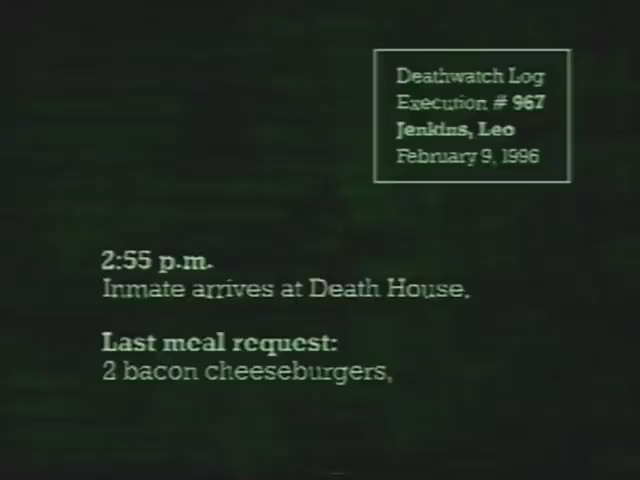 Deathwatch Log
Execution # 967
Jenkins, Leo
February 9, 1996
2:55 p.m.
Inmate arrives at Death House.
Last meal request:
2 bacon cheeseburgers,